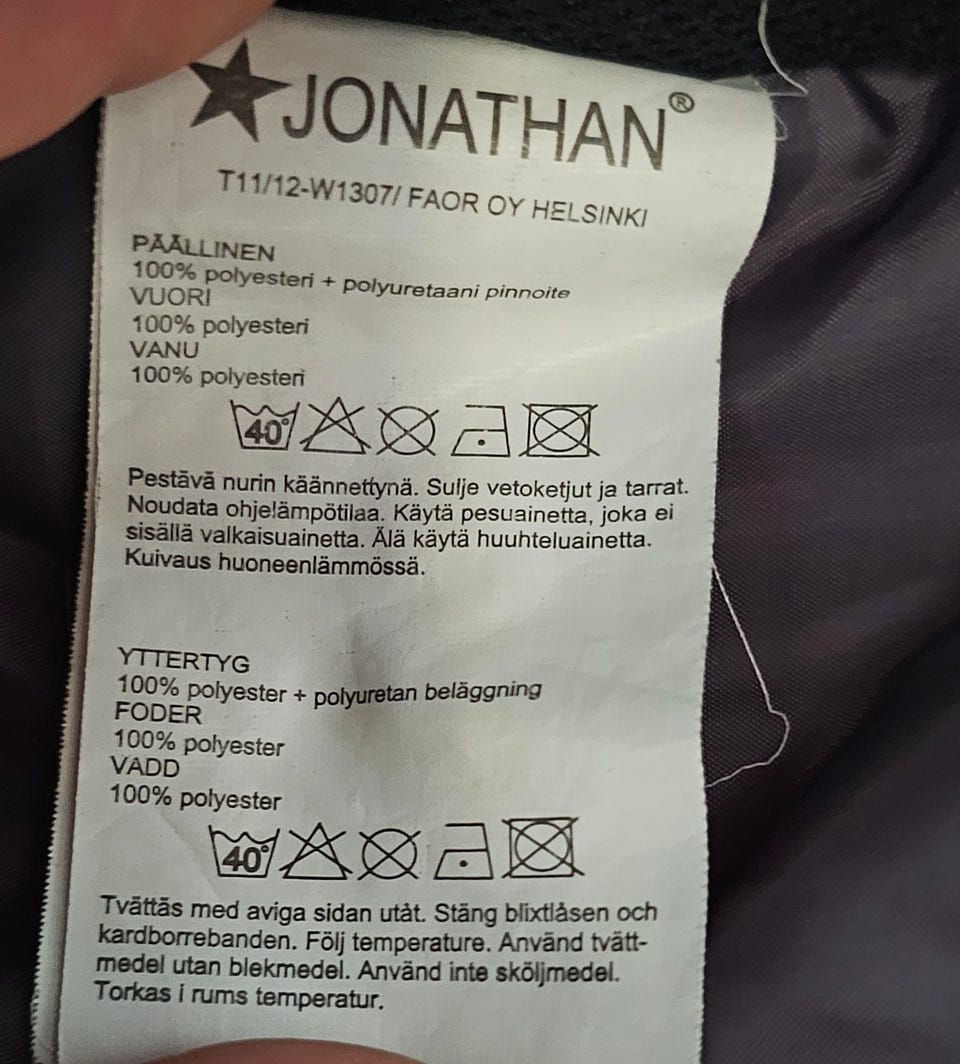 JONATHAN®
T11/12-W1307/ FAOR OY HELSINKI
PÄÄLLINEN
100% polyesteri + polyuretaani pinnoite
VUORI
100% polyesteri
VANU
100% polyesteri
40°
Pestävä nurin käännettynä. Sulje vetoketjut ja tarrat.
Noudata ohjelämpötilaa. Käytä pesuainetta, joka ei
sisällä valkaisuainetta. Älä käytä huuhteluainetta.
Kuivaus huoneenlämmössä.
YTTERTYG
100% polyester + polyuretan beläggning
FODER
100% polyester
VADD
100% polyester
40°
Tvättäs med aviga sidan utåt. Stäng blixtlåsen och
kardborrebanden. Följ temperature. Använd tvätt-
medel utan blekmedel. Använd inte sköljmedel.
Torkas i rums temperatur.